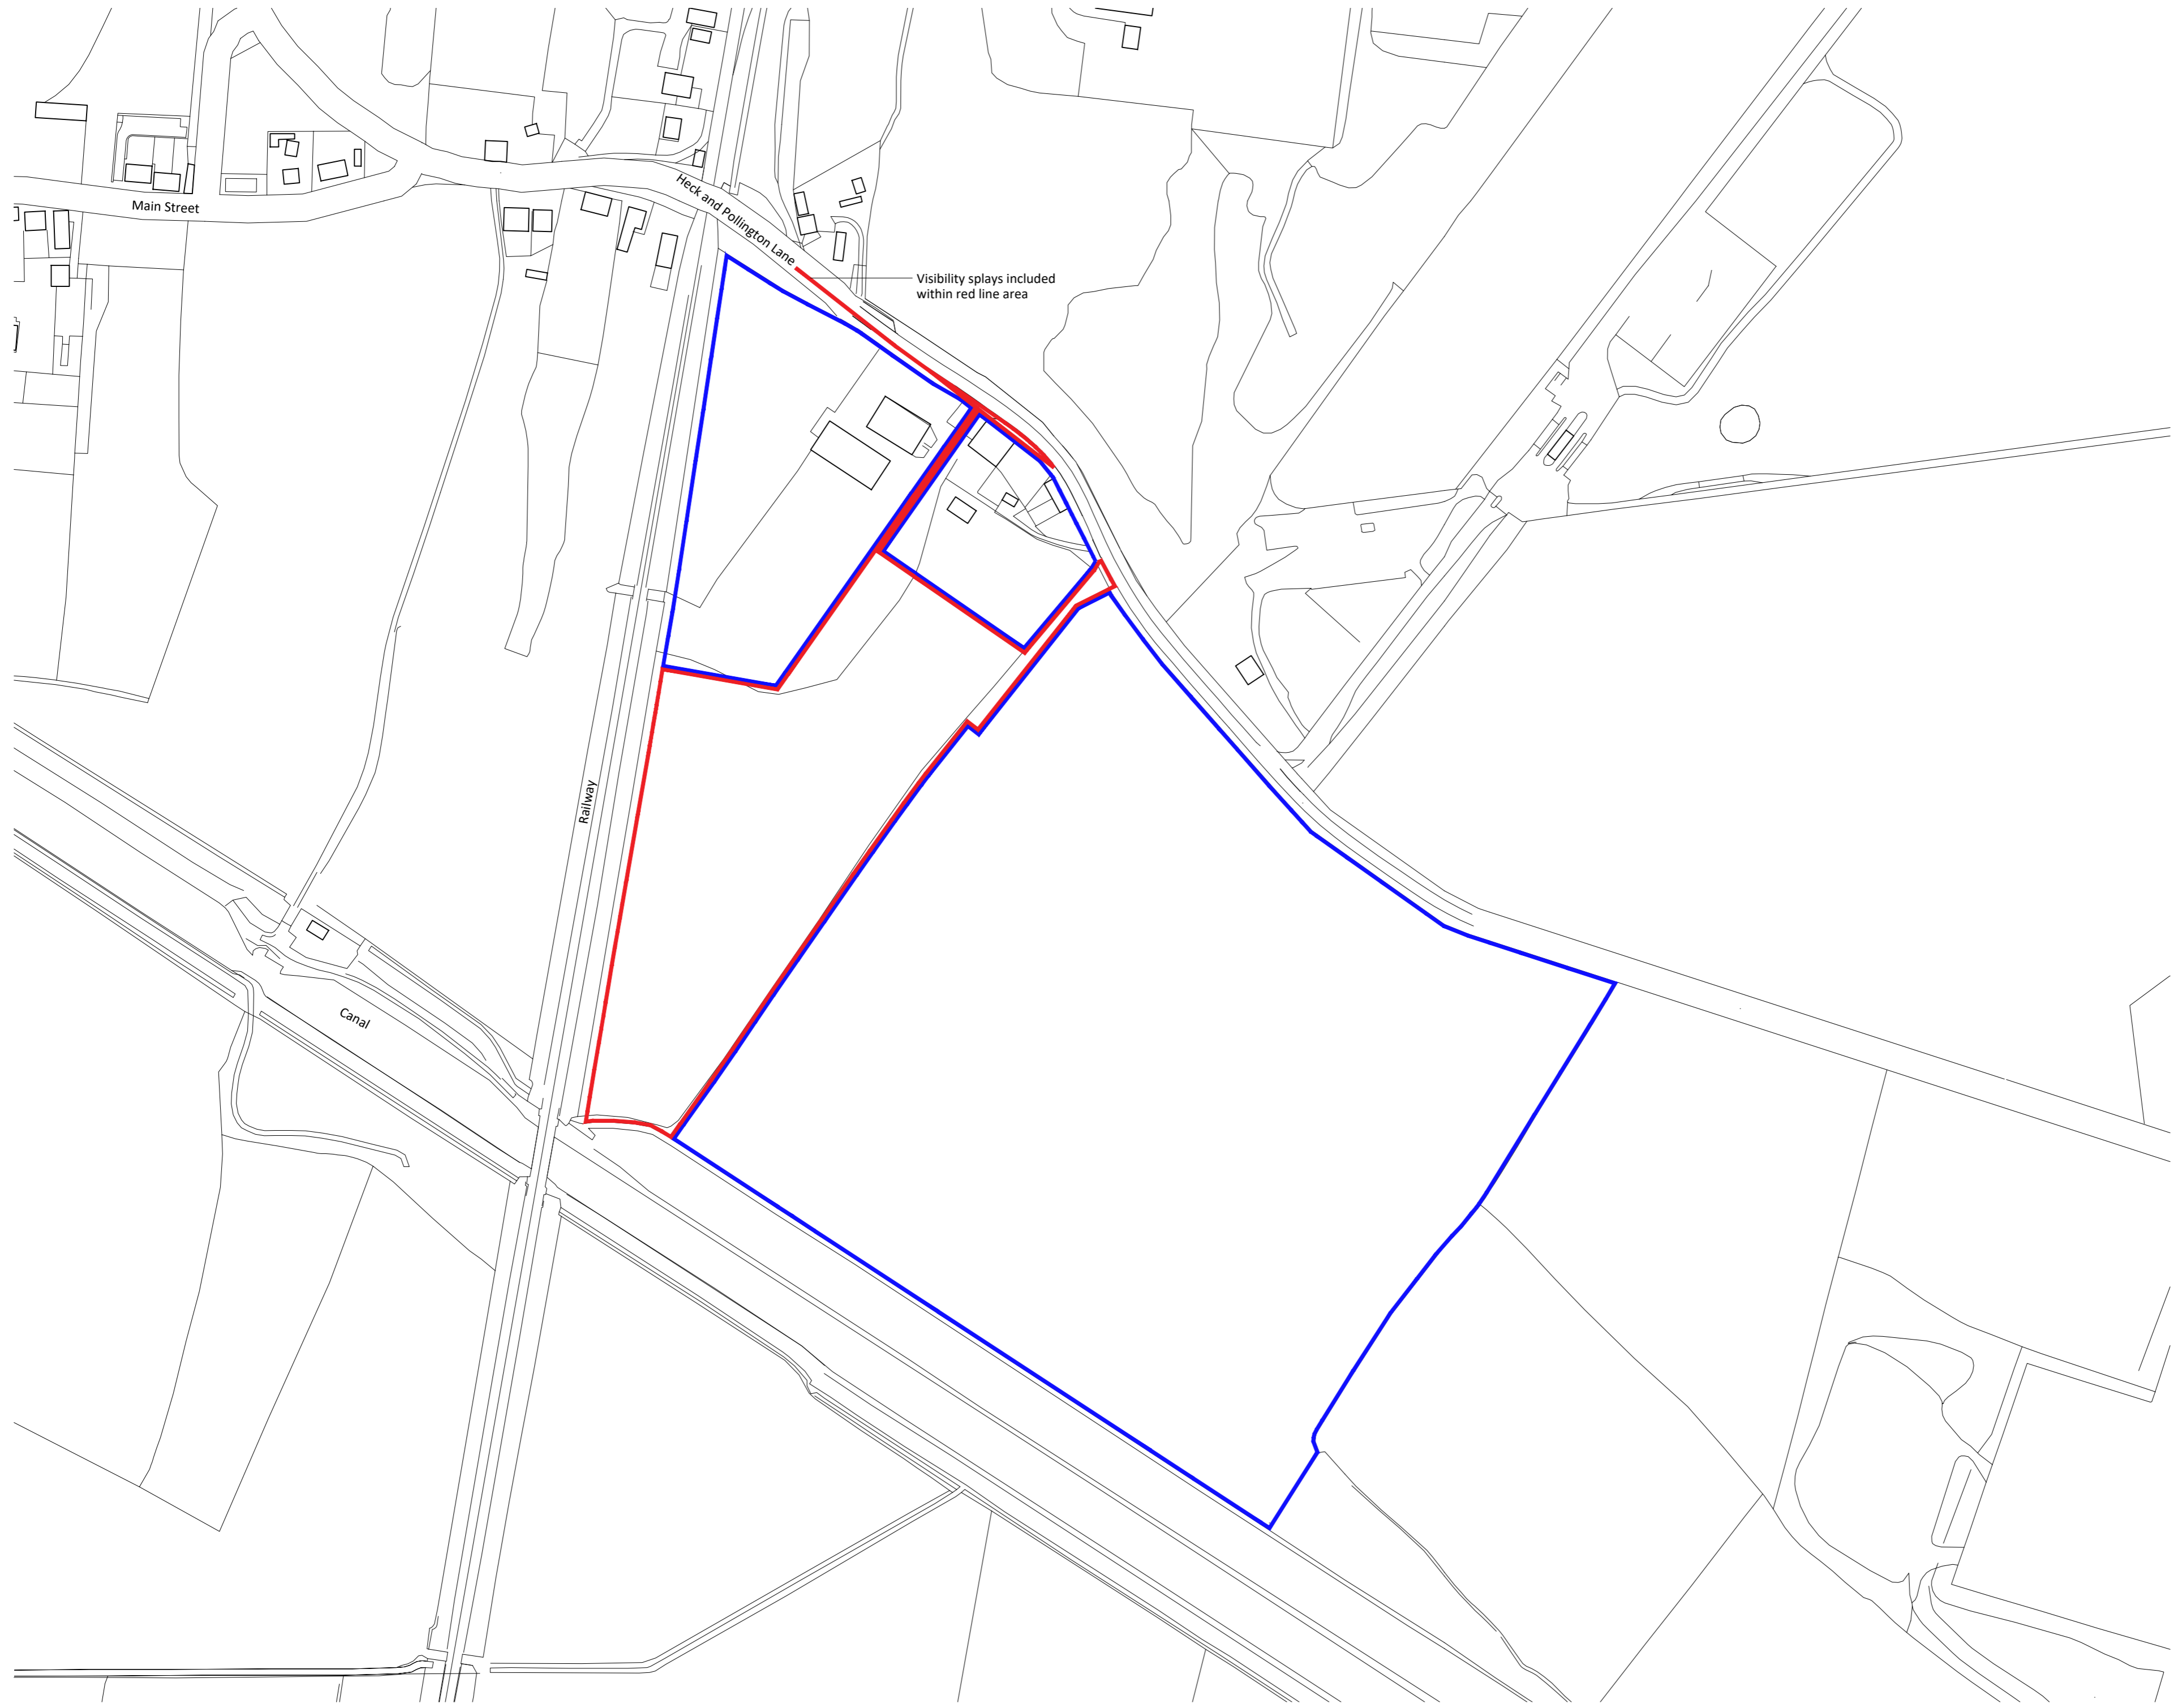 Main Street
Heck and Pollington Lane
Visibility splays included
within red line area
Railway
Canal